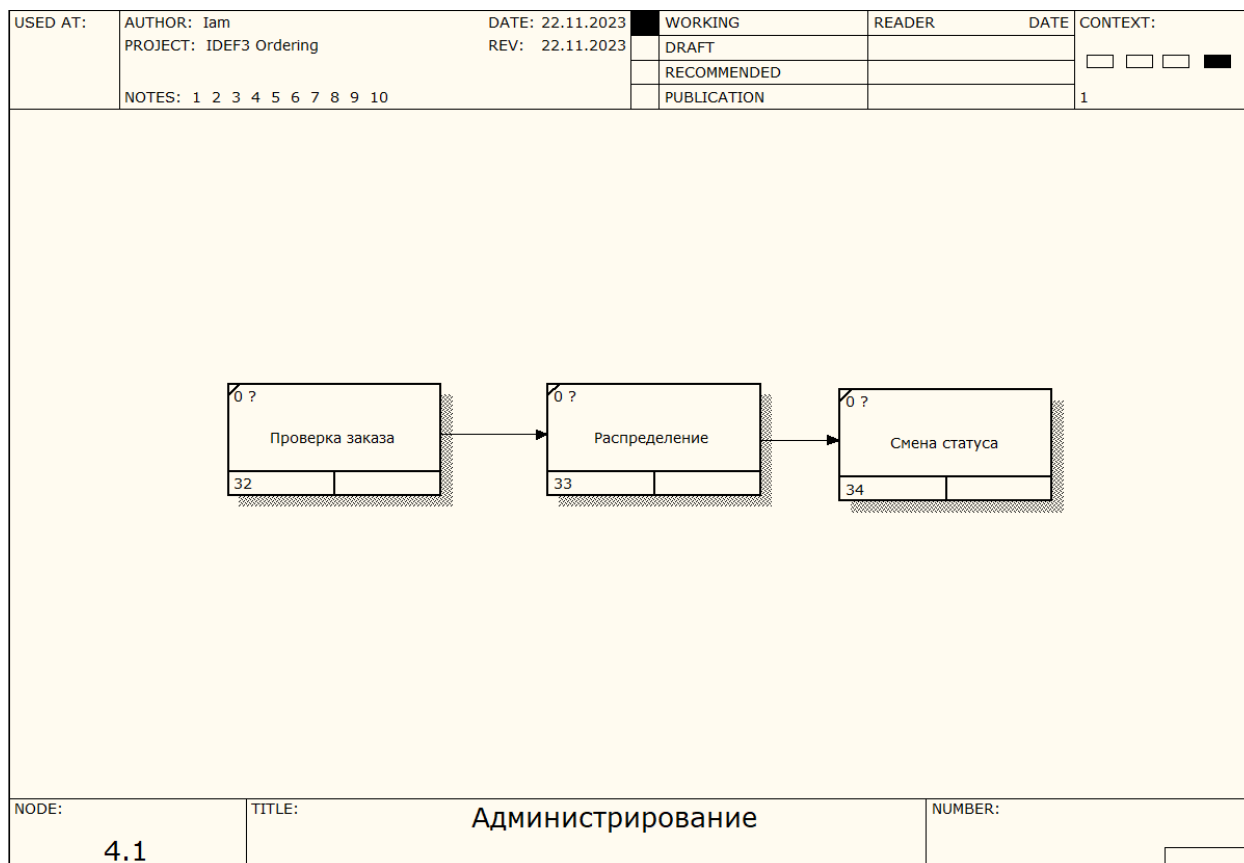 USED AT:
AUTHOR: Iam
DATE: 22.11.2023
WORKING
READER
DATE
CONTEXT:
PROJECT: IDEF3 Ordering
REV: 22.11.2023
DRAFT
RECOMMENDED
NOTES: 1 2 3 4 5 6 7 8 9 10
PUBLICATION
1
0 ?
Проверка заказа
32
0 ?
Распределение
33
0 ?
Смена статуса
34
NODE:
4.1
TITLE:
Администрирование
NUMBER: